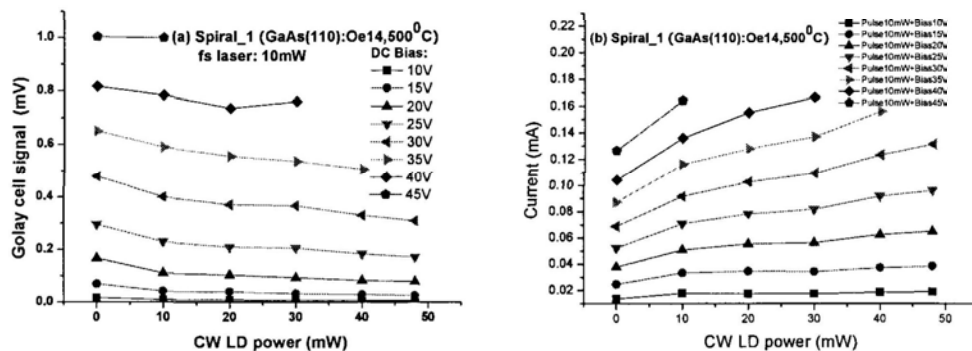 1.0
0.8
0.6
0.4
0.2
0.0
Golay cell signal (mV)
(a) Spiral_1 (GaAs(110):Oe14,500⁰C)
fs laser: 10mW
DC Bias:
10V
15V
20V
25V
30V
35V
40V
45V
0 10 20 30 40 50
CW LD power (mW)
0.22
0.20
0.18
0.16
0.14
0.12
0.10
0.08
0.06
0.04
0.02
Current (mA)
(b) Spiral_1 (GaAs(110):Oe14,500⁰C)
Pulse10mW+Bias10v
Pulse10mW+Bias15v
Pulse10mW+Bias20v
Pulse10mW+Bias25v
Pulse10mW+Bias30v
Pulse10mW+Bias35v
Pulse10mW+Bias40v
Pulse10mW+Bias45v
0 10 20 30 40 50
CW LD power (mW)